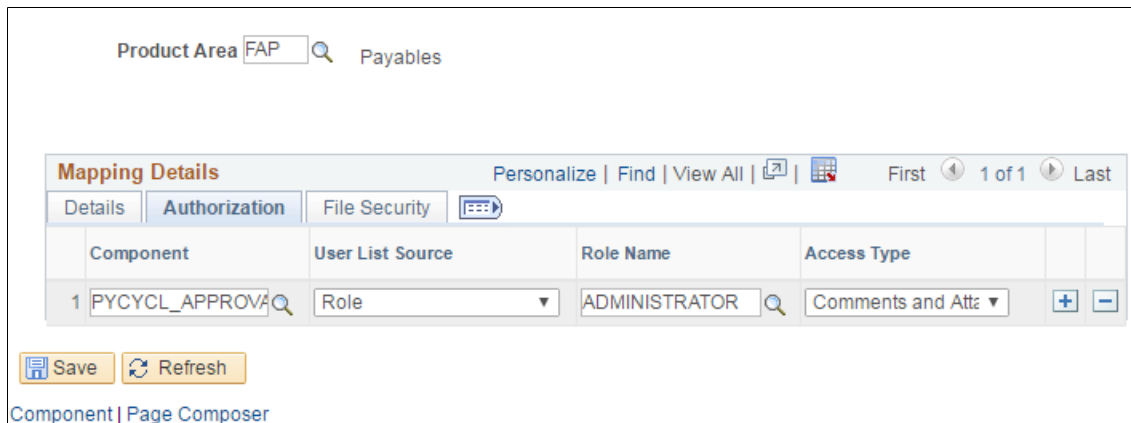 Product Area FAP Payables
Mapping Details Personalize | Find | View All | | First 1 of 1 Last
Details Authorization File Security
Component User List Source Role Name Access Type
1 PYCYCL_APPROVA Role ADMINISTRATOR Comments and Atta
Save Refresh
Component | Page Composer